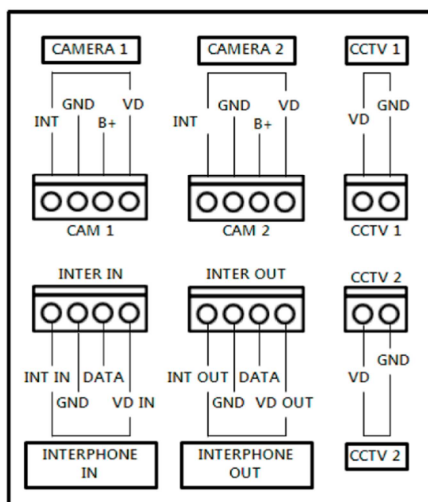 CAMERA 1
CAMERA 2
CCTV 1
INT
GND
B+
VD
INT
GND
B+
VD
VD
GND
CAM 1
CAM 2
CCTV 1
INTER IN
INTER OUT
CCTV 2
INT IN
GND
DATA
VD IN
INT OUT
GND
DATA
VD OUT
VD
GND
INTERPHONE
IN
INTERPHONE
OUT
CCTV 2